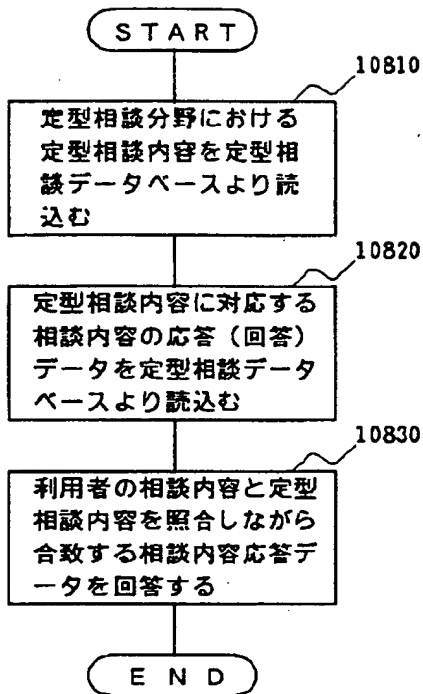 START
10810
定型相談分野における
定型相談内容を定型相
談データベースより読
込む
10820
定型相談内容に対応する
相談内容の応答（回答）
データを定型相談データ
ベースより読込む
10830
利用者の相談内容と定型
相談内容を照合しながら
合致する相談内容応答デ
ータを回答する
END